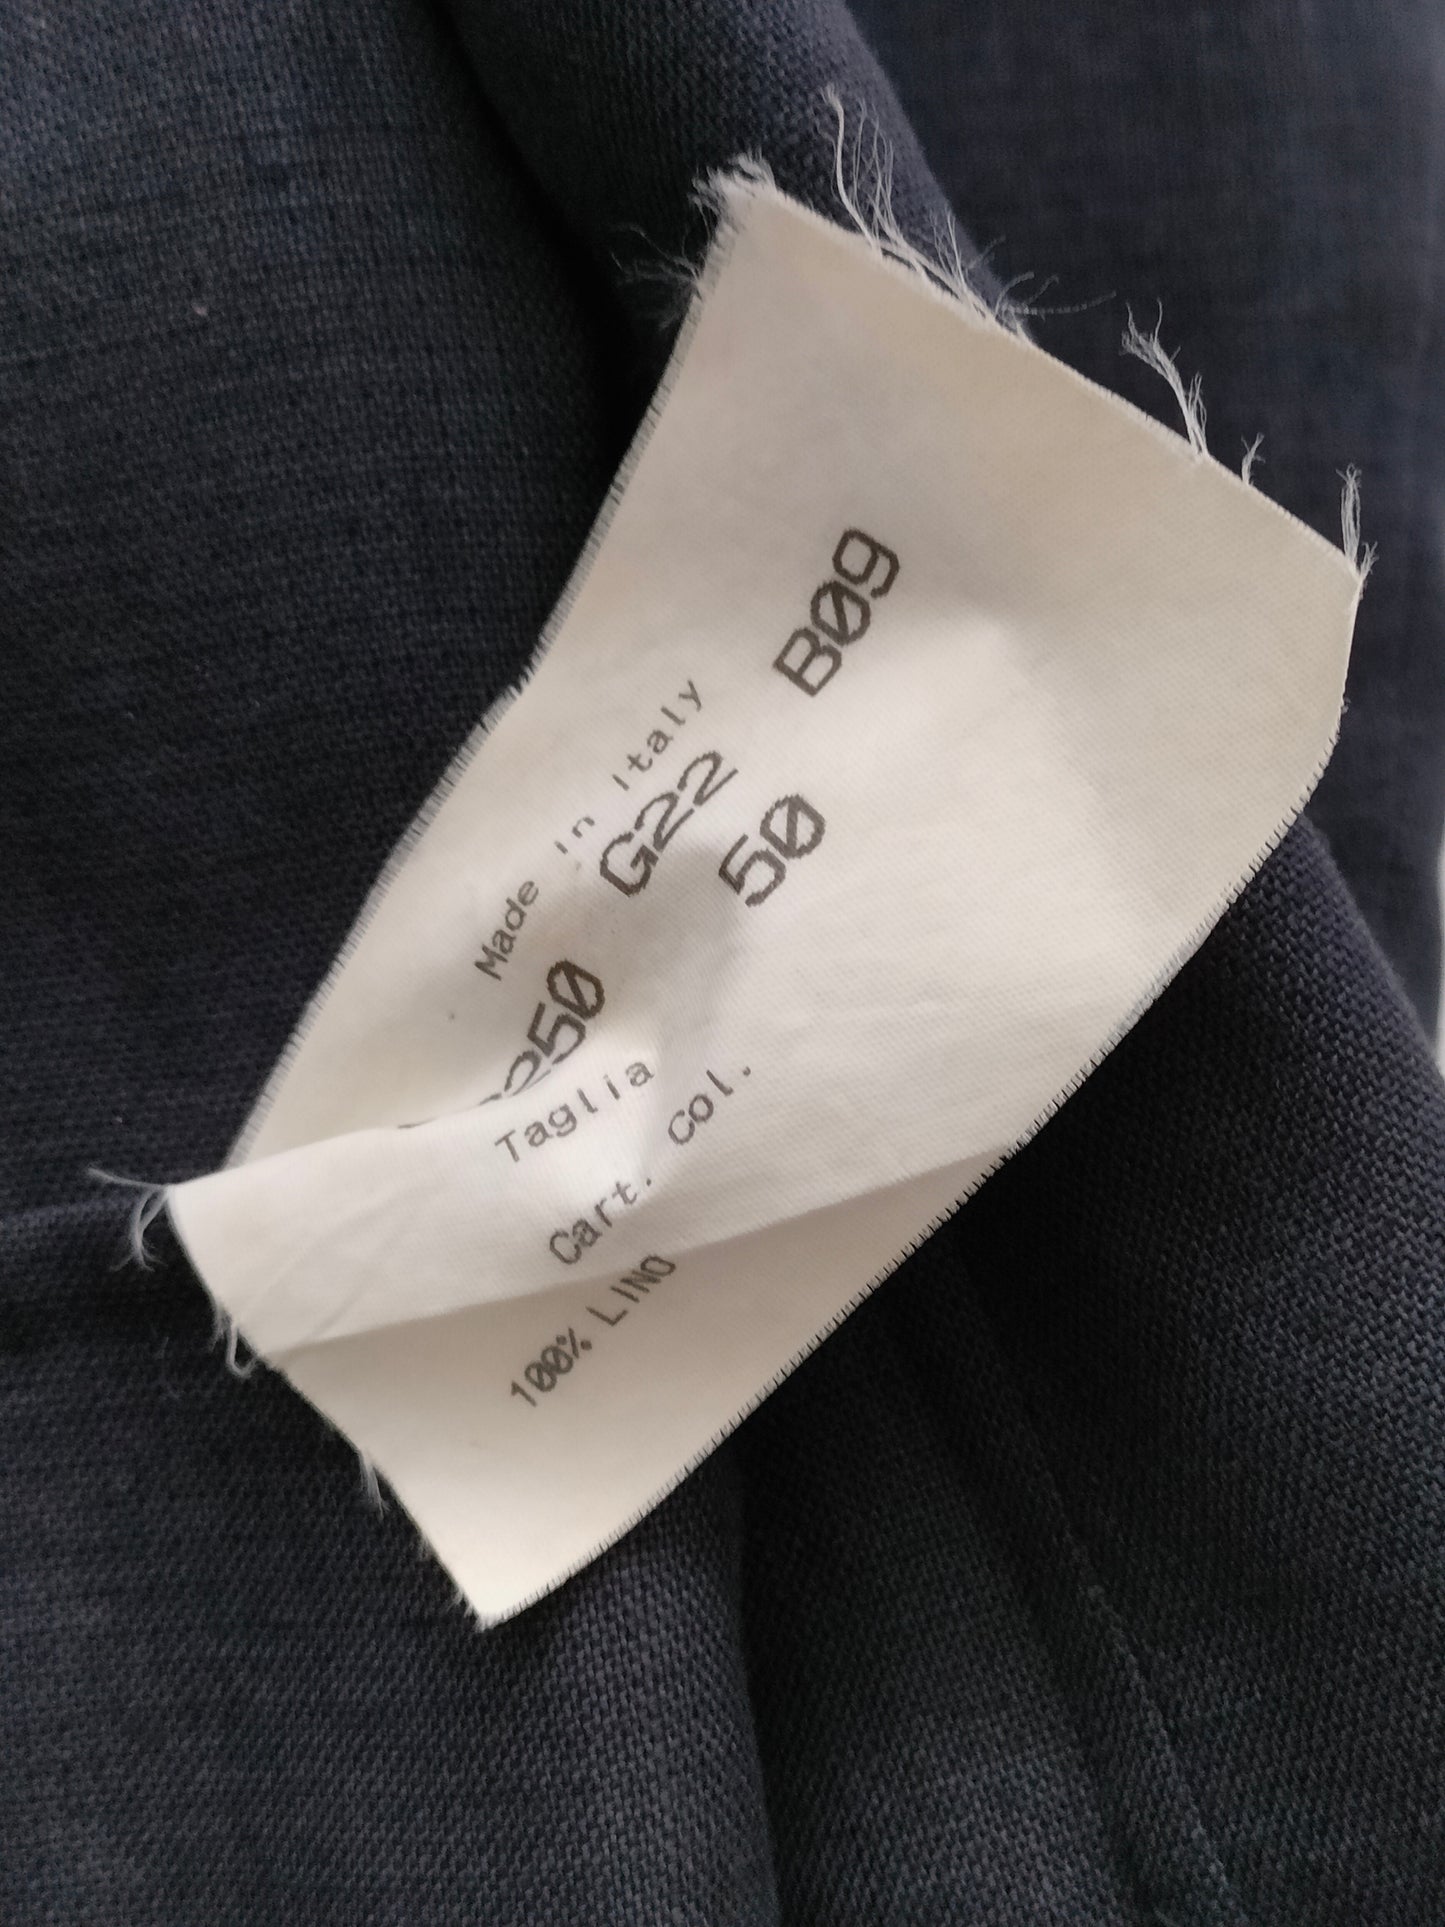 Made in Italy
250 G22 B09
Taglia 50
Cart. col.
100% LINO